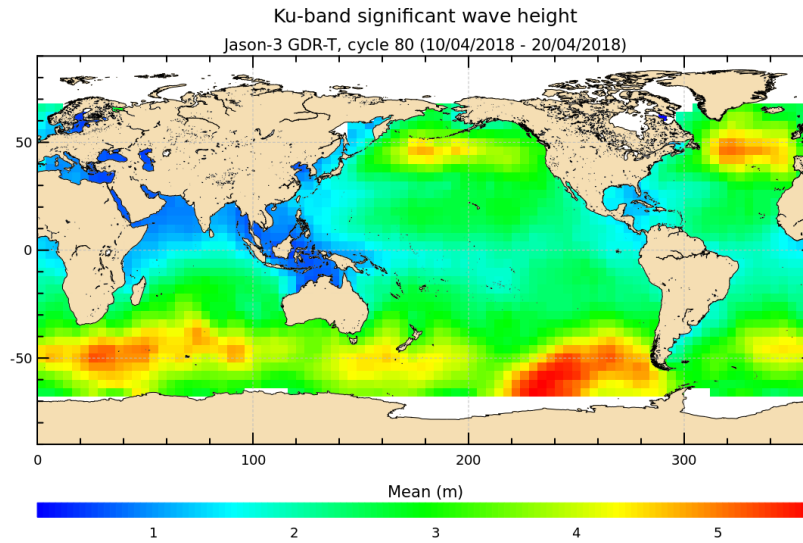 Ku-band significant wave height
Jason-3 GDR-T, cycle 80 (10/04/2018 - 20/04/2018)
50
0
-50
0 100 200 300
Mean (m)
1 2 3 4 5